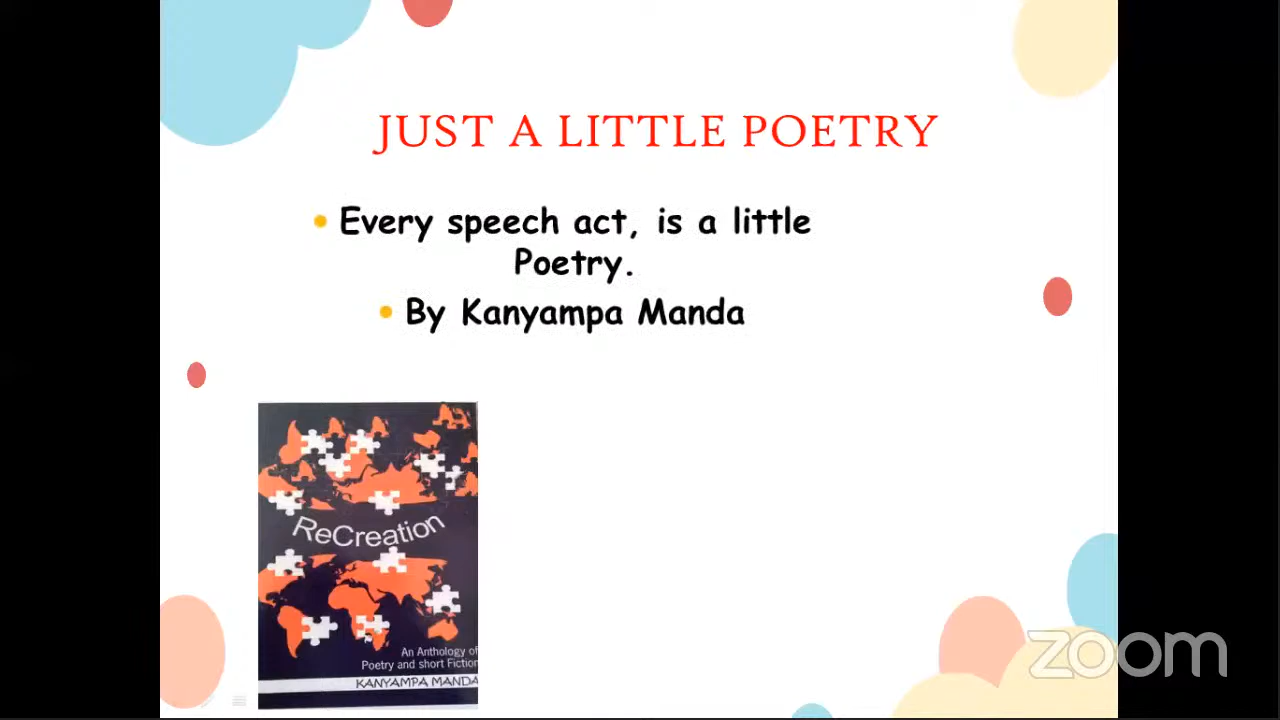 JUST A LITTLE POETRY
Every speech act, is a little
Poetry.
By Kanyampa Manda
ReCreation
An Anthology of
Poetry and short Fiction
KANYAMPA MANDA
zoom